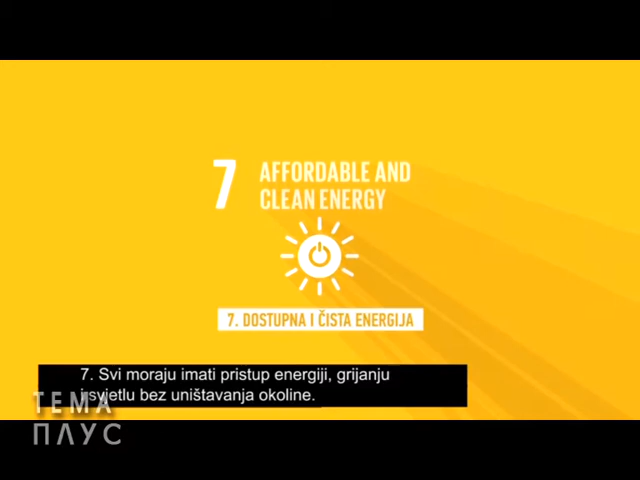 7
AFFORDABLE AND
CLEAN ENERGY
7. DOSTUPNA I ČISTA ENERGIJA
7. Svi moraju imati pristup energiji, grijanju
i svjetlu bez uništavanja okoline.
ТЕМА
ПЛУС